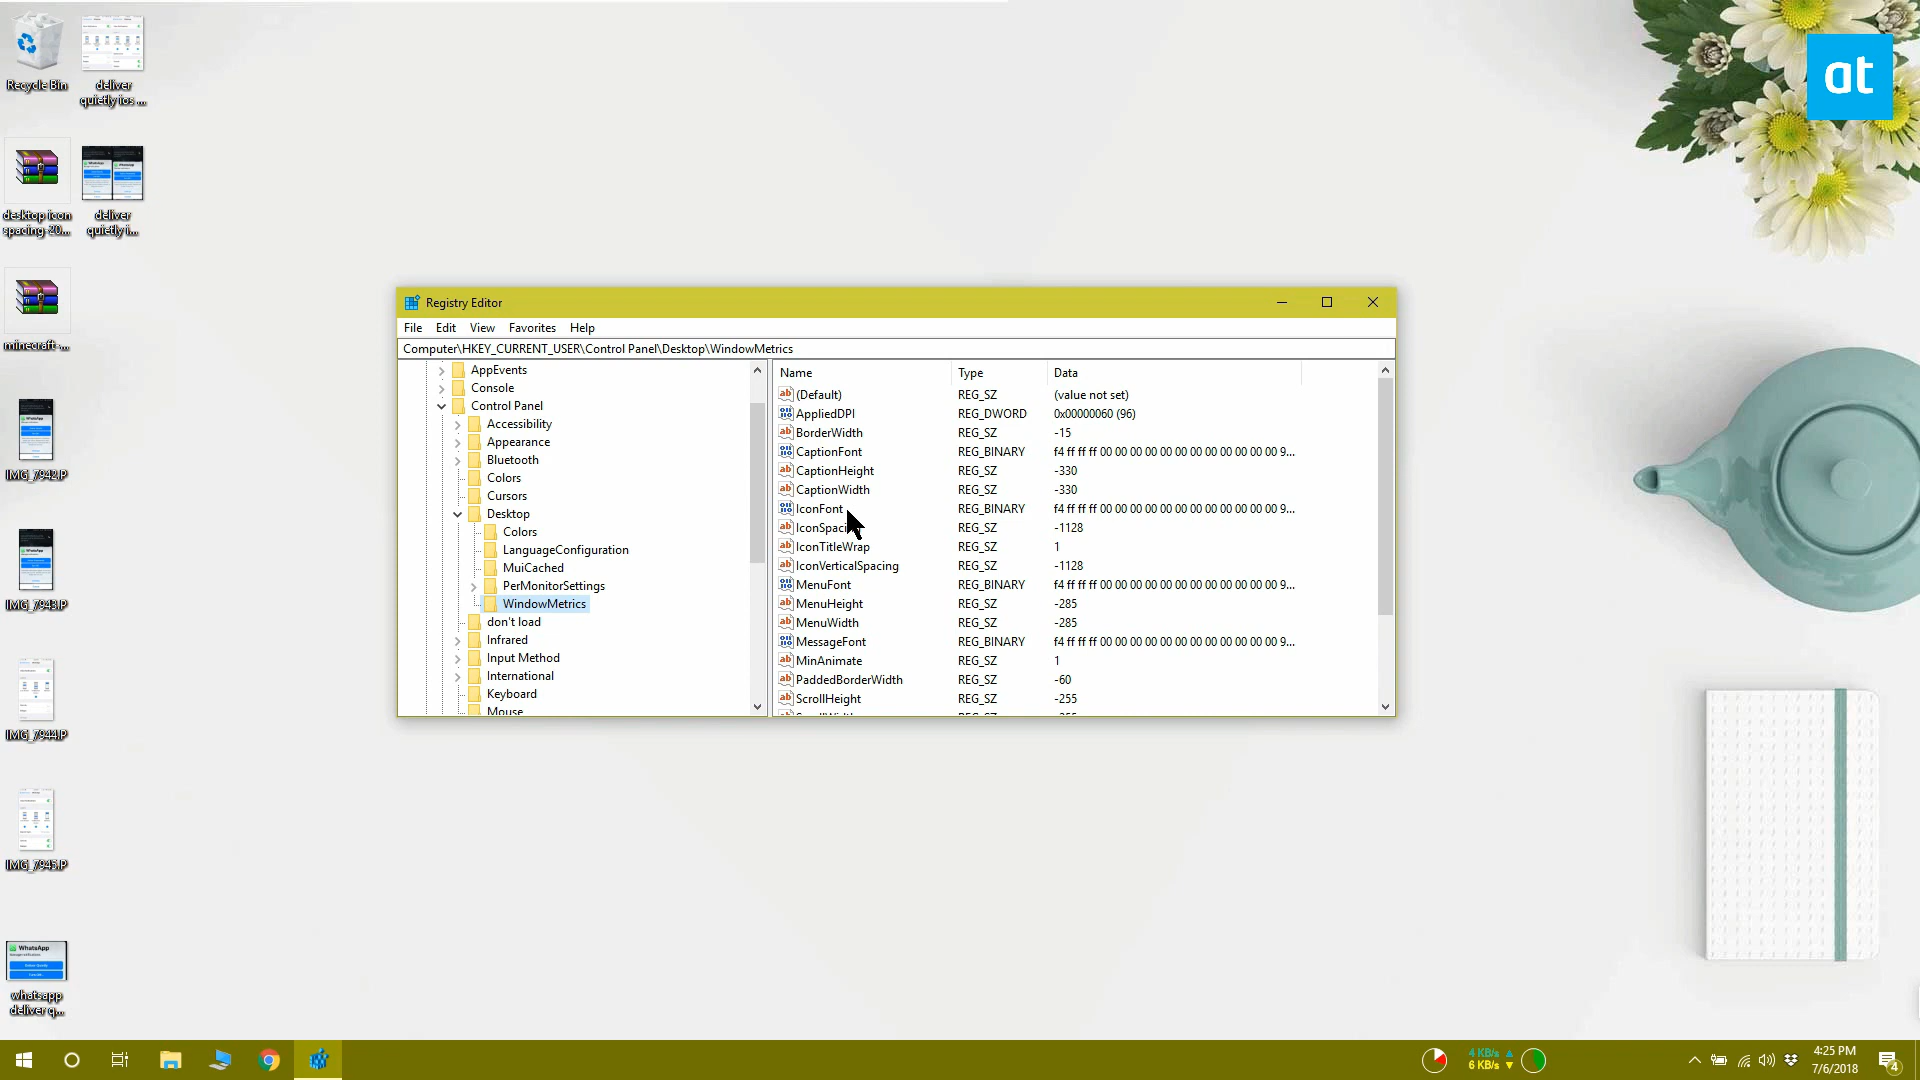 Recycle Bin
deliver
quietly ios ...
desktop icon
spacing-20...
deliver
quietly i...
minecraft-...
IMG_7942.P
IMG_7943.P
IMG_7944.P
IMG_7945.P
WhatsApp
whatsapp
deliver q...
at
Registry Editor
File Edit View Favorites Help
Computer\HKEY_CURRENT_USER\Control Panel\Desktop\WindowMetrics
AppEvents
Console
Control Panel
Accessibility
Appearance
Bluetooth
Colors
Cursors
Desktop
Colors
LanguageConfiguration
MuiCached
PerMonitorSettings
WindowMetrics
don't load
Infrared
Input Method
International
Keyboard
Mouse
Name Type Data
(Default) REG_SZ (value not set)
AppliedDPI REG_DWORD 0x00000060 (96)
BorderWidth REG_SZ -15
CaptionFont REG_BINARY f4 ff ff ff 00 00 00 00 00 00 00 00 00 00 00 00 9...
CaptionHeight REG_SZ -330
CaptionWidth REG_SZ -330
IconFont REG_BINARY f4 ff ff ff 00 00 00 00 00 00 00 00 00 00 00 00 9...
IconSpaci REG_SZ -1128
IconTitleWrap REG_SZ 1
IconVerticalSpacing REG_SZ -1128
MenuFont REG_BINARY f4 ff ff ff 00 00 00 00 00 00 00 00 00 00 00 00 9...
MenuHeight REG_SZ -285
MenuWidth REG_SZ -285
MessageFont REG_BINARY f4 ff ff ff 00 00 00 00 00 00 00 00 00 00 00 00 9...
MinAnimate REG_SZ 1
PaddedBorderWidth REG_SZ -60
ScrollHeight REG_SZ -255
4 KB/s
6 KB/s
4:25 PM
7/6/2018
4